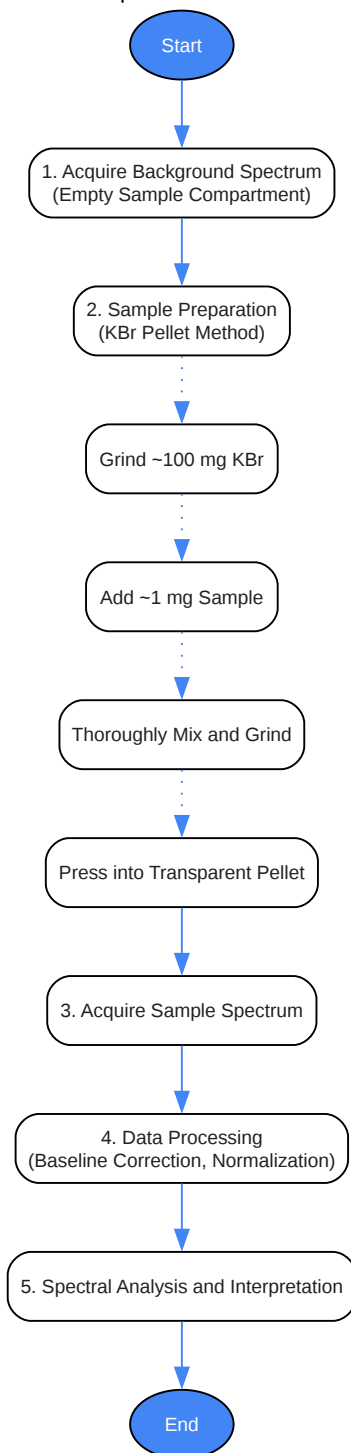 Start
1. Acquire Background Spectrum
(Empty Sample Compartment)
2. Sample Preparation
(KBr Pellet Method)
Grind ~100 mg KBr
Add ~1 mg Sample
Thoroughly Mix and Grind
Press into Transparent Pellet
3. Acquire Sample Spectrum
4. Data Processing
(Baseline Correction, Normalization)
5. Spectral Analysis and Interpretation
End